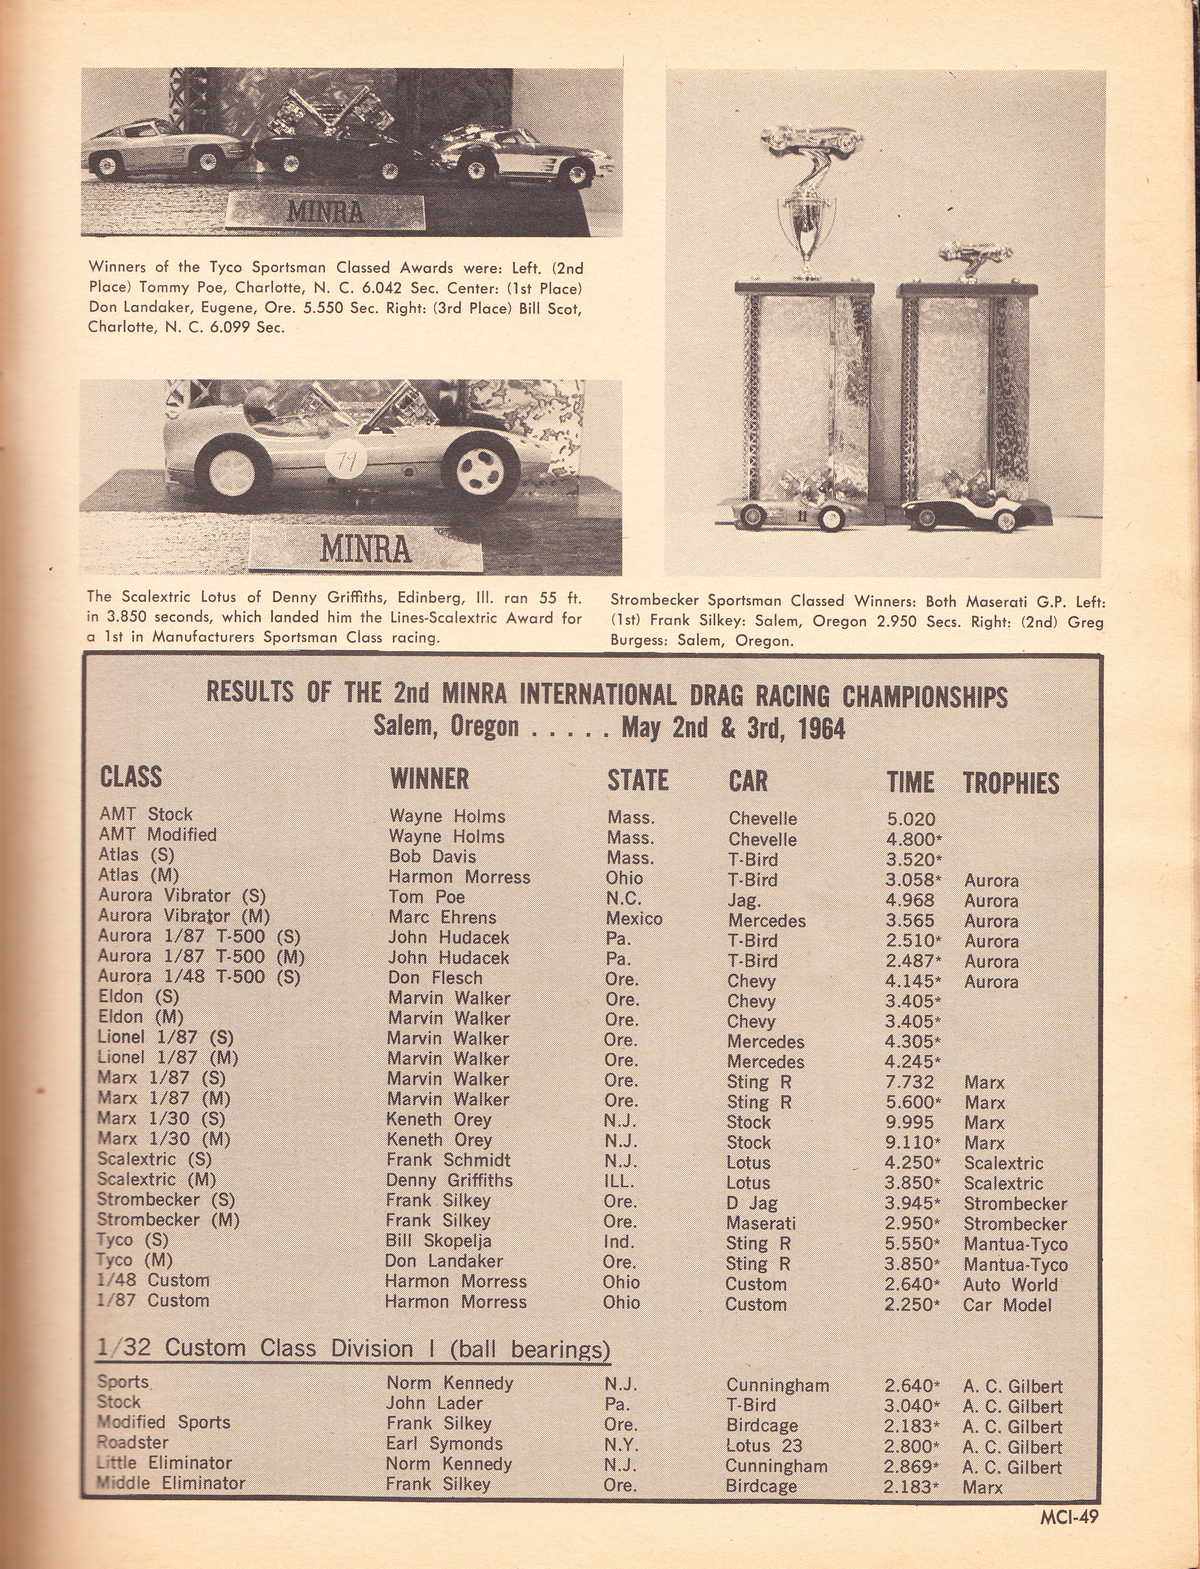 MINRA
Winners of the Tyco Sportsman Classed Awards were: Left. (2nd
Place) Tommy Poe, Charlotte, N. C. 6.042 Sec. Center: (1st Place)
Don Landaker, Eugene, Ore. 5.550 Sec. Right: (3rd Place) Bill Scot,
Charlotte, N. C. 6.099 Sec.
79
MINRA
The Scalextric Lotus of Denny Griffiths, Edinberg, Ill. ran 55 ft.
in 3.850 seconds, which landed him the Lines-Scalextric Award for
a 1st in Manufacturers Sportsman Class racing.
11
Strombecker Sportsman Classed Winners: Both Maserati G.P. Left:
(1st) Frank Silkey: Salem, Oregon 2.950 Secs. Right: (2nd) Greg
Burgess: Salem, Oregon.
RESULTS OF THE 2nd MINRA INTERNATIONAL DRAG RACING CHAMPIONSHIPS
Salem, Oregon . . . . . May 2nd & 3rd, 1964
CLASS WINNER STATE CAR TIME TROPHIES
AMT Stock Wayne Holms Mass. Chevelle 5.020
AMT Modified Wayne Holms Mass. Chevelle 4.800*
Atlas (S) Bob Davis Mass. T-Bird 3.520*
Atlas (M) Harmon Morress Ohio T-Bird 3.058* Aurora
Aurora Vibrator (S) Tom Poe N.C. Jag. 4.968 Aurora
Aurora Vibrator (M) Marc Ehrens Mexico Mercedes 3.565 Aurora
Aurora 1/87 T-500 (S) John Hudacek Pa. T-Bird 2.510* Aurora
Aurora 1/87 T-500 (M) John Hudacek Pa. T-Bird 2.487* Aurora
Aurora 1/48 T-500 (S) Don Flesch Ore. Chevy 4.145* Aurora
Eldon (S) Marvin Walker Ore. Chevy 3.405*
Eldon (M) Marvin Walker Ore. Chevy 3.405*
Lionel 1/87 (S) Marvin Walker Ore. Mercedes 4.305*
Lionel 1/87 (M) Marvin Walker Ore. Mercedes 4.245*
Marx 1/87 (S) Marvin Walker Ore. Sting R 7.732 Marx
Marx 1/87 (M) Marvin Walker Ore. Sting R 5.600* Marx
Marx 1/30 (S) Keneth Orey N.J. Stock 9.995 Marx
Marx 1/30 (M) Keneth Orey N.J. Stock 9.110* Marx
Scalextric (S) Frank Schmidt N.J. Lotus 4.250* Scalextric
Scalextric (M) Denny Griffiths ILL. Lotus 3.850* Scalextric
Strombecker (S) Frank Silkey Ore. D Jag 3.945* Strombecker
Strombecker (M) Frank Silkey Ore. Maserati 2.950* Strombecker
Tyco (S) Bill Skopelja Ind. Sting R 5.550* Mantua-Tyco
Tyco (M) Don Landaker Ore. Sting R 3.850* Mantua-Tyco
1/48 Custom Harmon Morress Ohio Custom 2.640* Auto World
1/87 Custom Harmon Morress Ohio Custom 2.250* Car Model
1/32 Custom Class Division I (ball bearings)
Sports Norm Kennedy N.J. Cunningham 2.640* A. C. Gilbert
Stock John Lader Pa. T-Bird 3.040* A. C. Gilbert
Modified Sports Frank Silkey Ore. Birdcage 2.183* A. C. Gilbert
Roadster Earl Symonds N.Y. Lotus 23 2.800* A. C. Gilbert
Little Eliminator Norm Kennedy N.J. Cunningham 2.869* A. C. Gilbert
Middle Eliminator Frank Silkey Ore. Birdcage 2.183* Marx
MCI-49